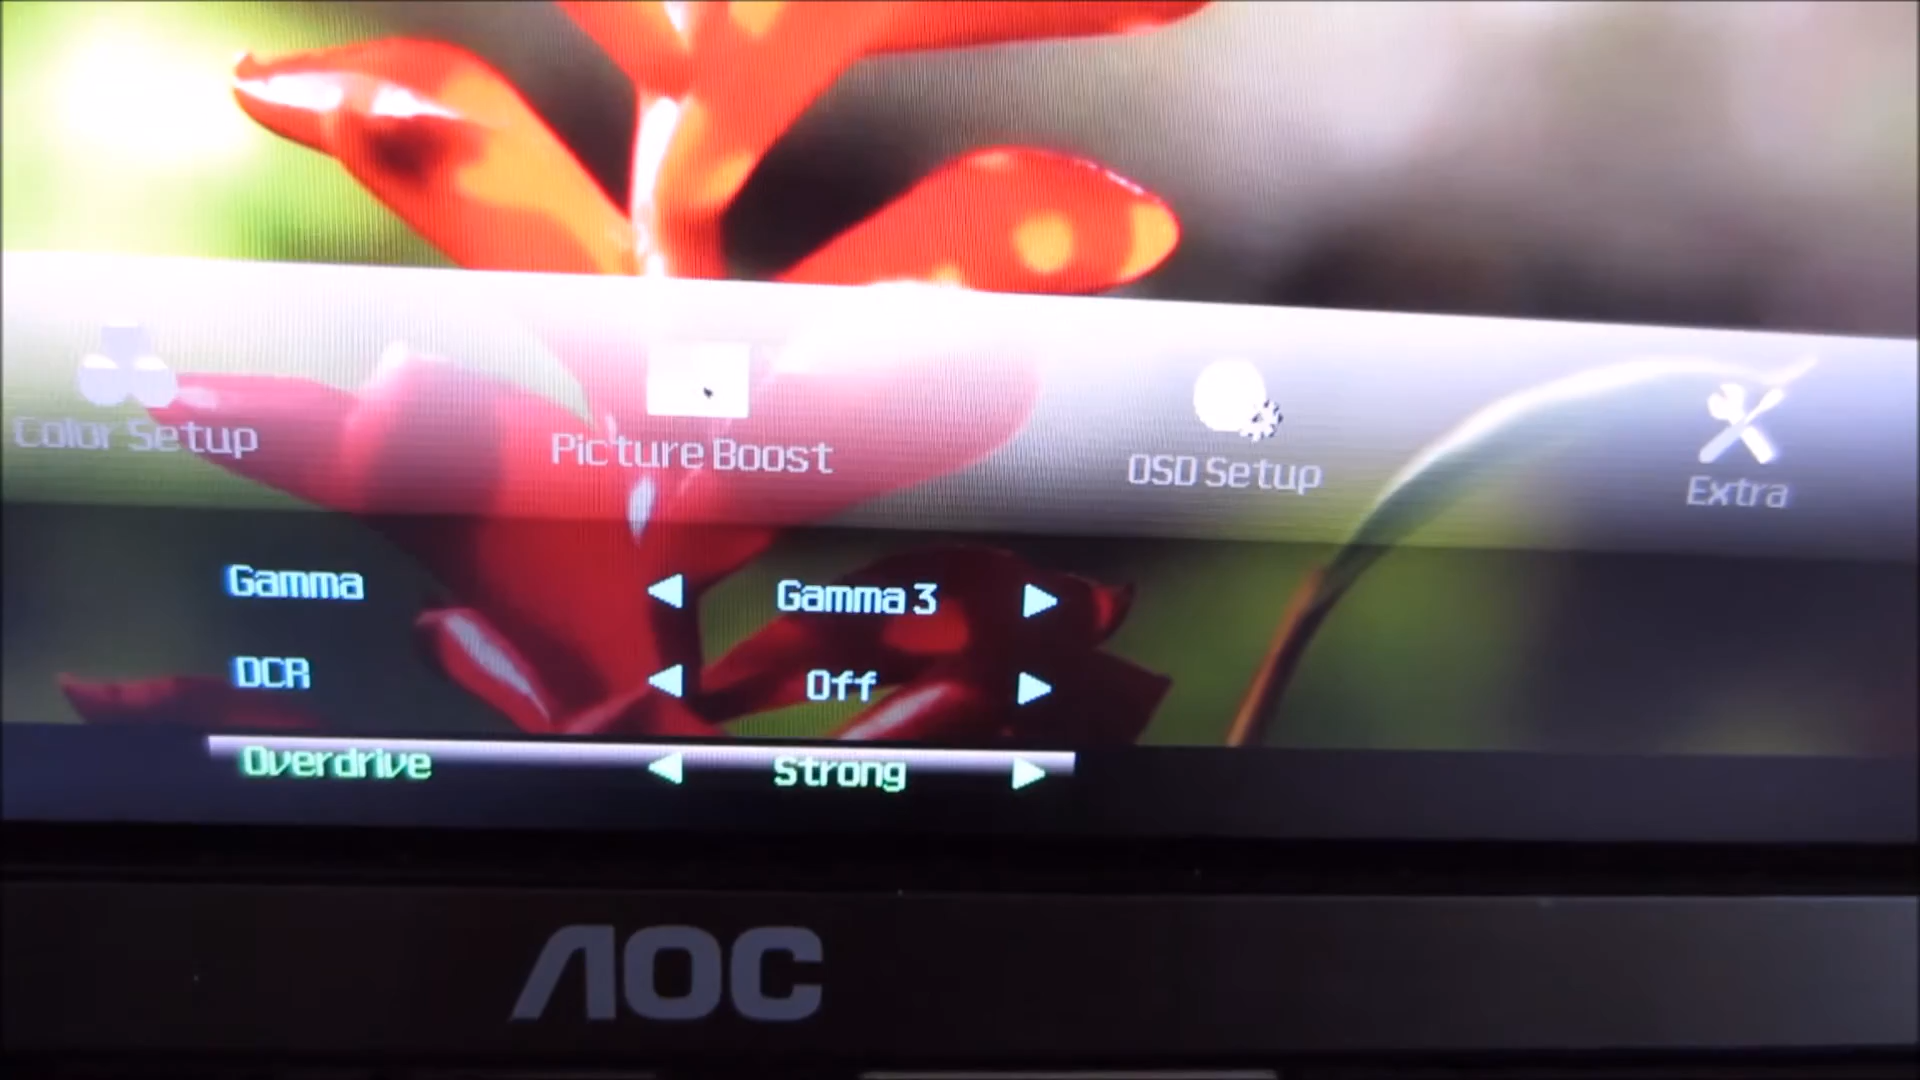 Color Setup
Picture Boost
OSD Setup
Extra
Gamma
Gamma 3
DCR
Off
Overdrive
Strong
AOC